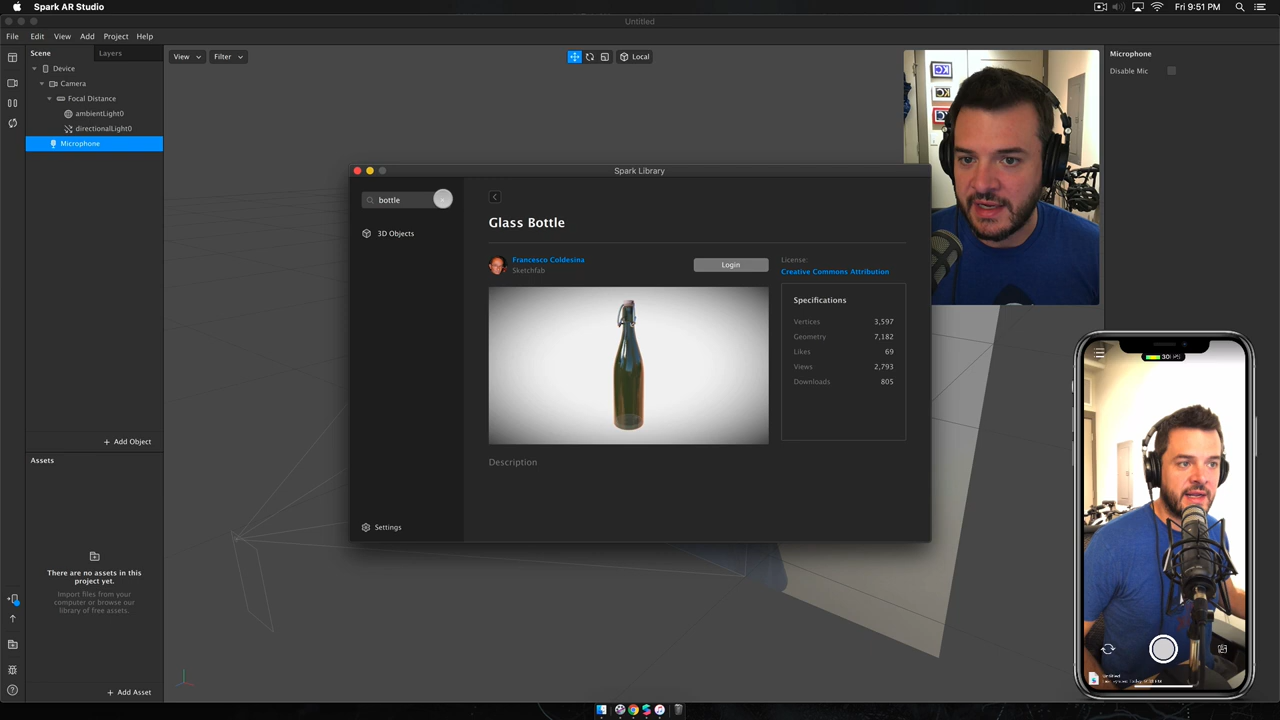 Spark AR Studio
Fri 9:51 PM
Untitled
File Edit View Add Project Help
Scene Layers
View Filter
Local
Microphone
Disable Mic
Device
Camera
Focal Distance
ambientLight0
directionalLight0
Microphone
Spark Library
bottle
3D Objects
Settings
Glass Bottle
Francesco Coldesina
Sketchfab
Login
License:
Creative Commons Attribution
Specifications
Vertices 3,597
Geometry 7,182
Likes 69
Views 2,793
Downloads 805
Description
+ Add Object
Assets
There are no assets in this
project yet.
Import files from your
computer or browse our
library of free assets.
+ Add Asset
KC
KC
Untitled